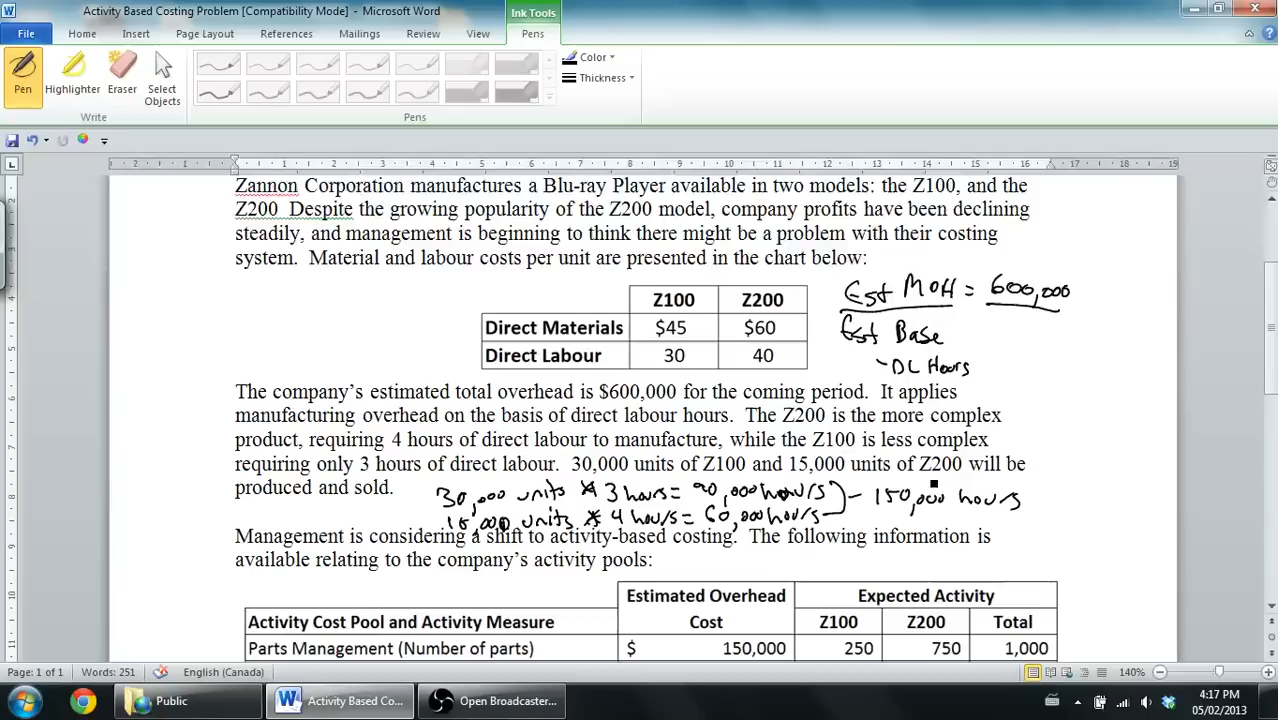 Activity Based Costing Problem [Compatibility Mode] - Microsoft Word
Ink Tools
File Home Insert Page Layout References Mailings Review View Pens
Pen Highlighter Eraser Select Objects
Color
Thickness
Write
Pens
Zannon Corporation manufactures a Blu-ray Player available in two models: the Z100, and the
Z200 Despite the growing popularity of the Z200 model, company profits have been declining
steadily, and management is beginning to think there might be a problem with their costing
system. Material and labour costs per unit are presented in the chart below:
Z100 Z200
Direct Materials $45 $60
Direct Labour 30 40
Est MOH = 600,000
Est Base
- DL Hours
The company's estimated total overhead is $600,000 for the coming period. It applies
manufacturing overhead on the basis of direct labour hours. The Z200 is the more complex
product, requiring 4 hours of direct labour to manufacture, while the Z100 is less complex
requiring only 3 hours of direct labour. 30,000 units of Z100 and 15,000 units of Z200 will be
produced and sold.
30,000 units * 3 hours = 90,000 hours
15,000 units * 4 hours = 60,000 hours
- 150,000 hours
Management is considering a shift to activity-based costing. The following information is
available relating to the company's activity pools:
Estimated Overhead Expected Activity
Activity Cost Pool and Activity Measure Cost Z100 Z200 Total
Parts Management (Number of parts) $ 150,000 250 750 1,000
Page: 1 of 1 Words: 251 English (Canada) 140%
Public Activity Based Co... Open Broadcaster...
4:17 PM
05/02/2013